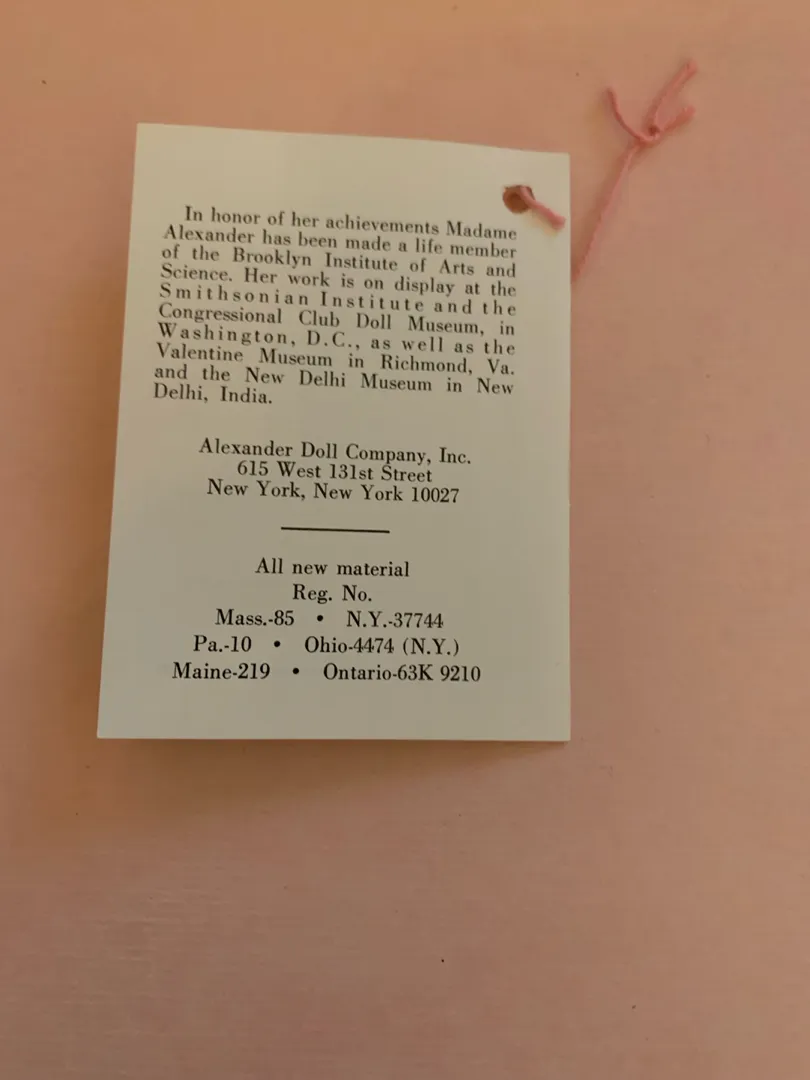 In honor of her achievements Madame
Alexander has been made a life member
of the Brooklyn Institute of Arts and
Science. Her work is on display at the
Smithsonian Institute and the
Congressional Club Doll Museum, in
Washington, D.C., as well as the
Valentine Museum in Richmond, Va.
and the New Delhi Museum in New
Delhi, India.
Alexander Doll Company, Inc.
615 West 131st Street
New York, New York 10027
All new material
Reg. No.
Mass.-85 • N.Y.-37744
Pa.-10 • Ohio-4474 (N.Y.)
Maine-219 • Ontario-63K 9210